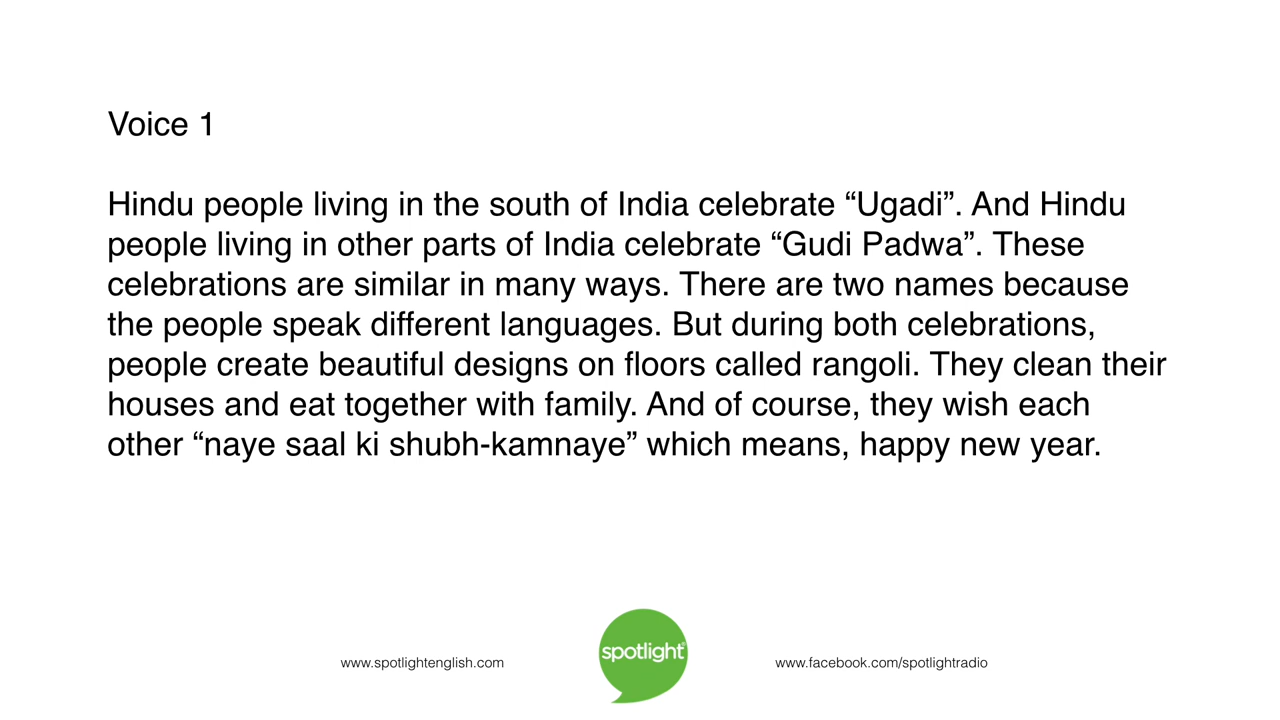 Voice 1
Hindu people living in the south of India celebrate “Ugadi”. And Hindu
people living in other parts of India celebrate “Gudi Padwa”. These
celebrations are similar in many ways. There are two names because
the people speak different languages. But during both celebrations,
people create beautiful designs on floors called rangoli. They clean their
houses and eat together with family. And of course, they wish each
other “naye saal ki shubh-kamnaye” which means, happy new year.
www.spotlightenglish.com
spotlight®
www.facebook.com/spotlightradio